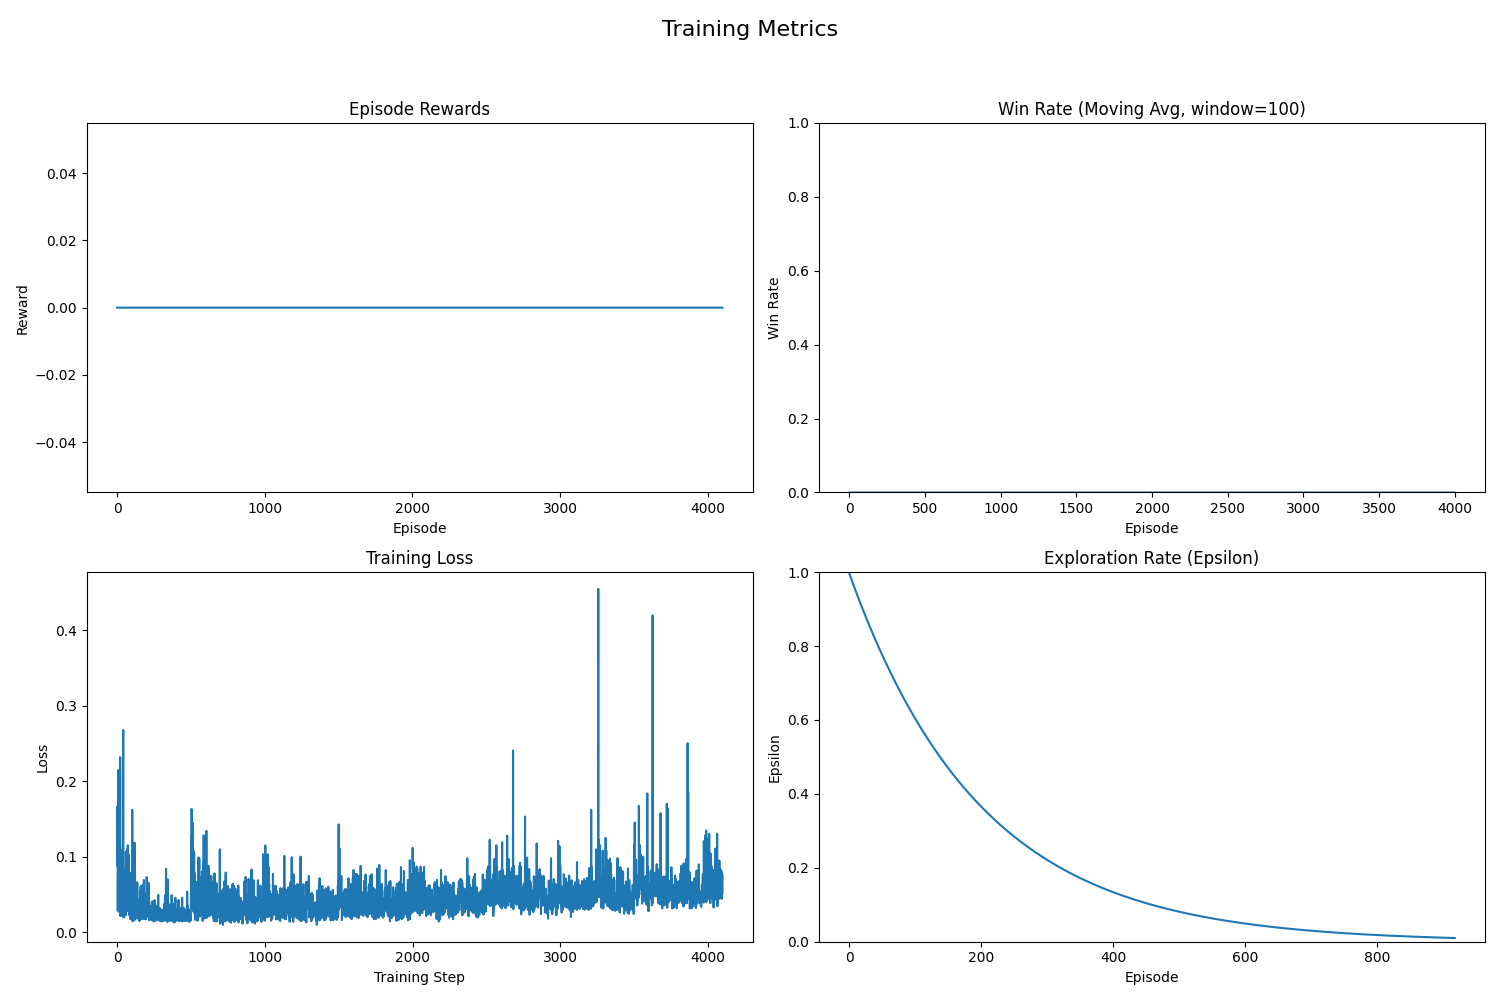 Training Metrics
Episode Rewards
0.04
0.02
0.00
−0.02
−0.04
Reward
0 1000 2000 3000 4000
Episode
Win Rate (Moving Avg, window=100)
1.0
0.8
0.6
0.4
0.2
0.0
Win Rate
0 500 1000 1500 2000 2500 3000 3500 4000
Episode
Training Loss
0.4
0.3
0.2
0.1
0.0
Loss
0 1000 2000 3000 4000
Training Step
Exploration Rate (Epsilon)
1.0
0.8
0.6
0.4
0.2
0.0
Epsilon
0 200 400 600 800
Episode